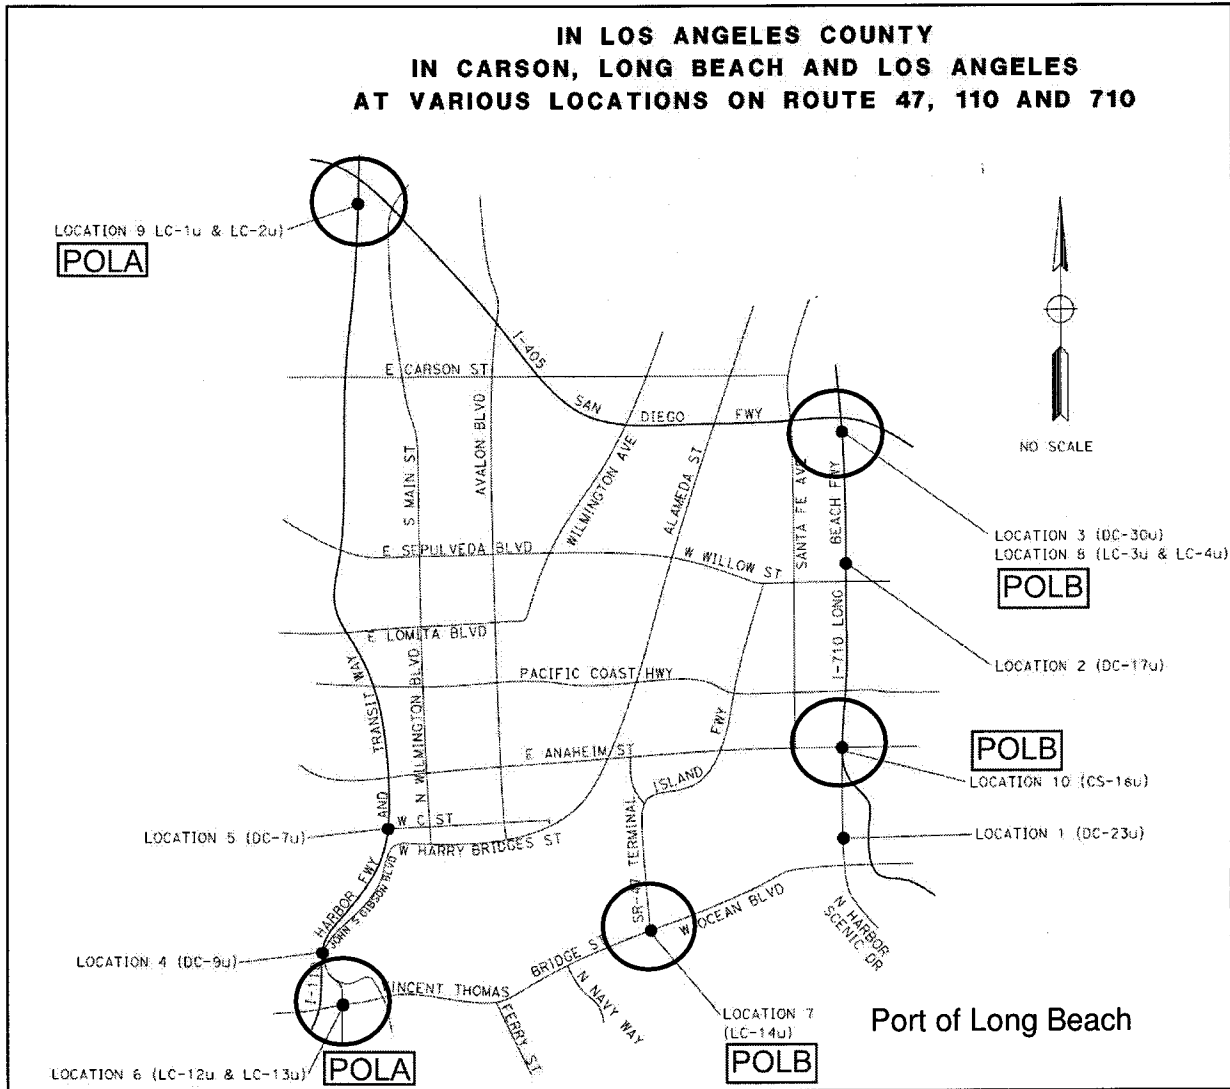 IN LOS ANGELES COUNTY
IN CARSON, LONG BEACH AND LOS ANGELES
AT VARIOUS LOCATIONS ON ROUTE 47, 110 AND 710
LOCATION 9 LC-1u & LC-2u)
POLA
I-405
E CARSON ST
SAN DIEGO FWY
NO SCALE
S MAIN ST
AVALON BLVD
WILMINGTON AVE
ALAMEDA ST
SANTA FE AVE
I-710 LONG BEACH FWY
LOCATION 3 (DC-30u)
LOCATION 8 (LC-3u & LC-4u)
POLB
E SEPULVEDA BLVD
W WILLOW ST
E LOMITA BLVD
LOCATION 2 (DC-17u)
PACIFIC COAST HWY
HARBOR FWY AND TRANSIT WAY
N WILMINGTON BLVD
E ANAHEIM ST
SR-47 TERMINAL ISLAND FWY
POLB
LOCATION 10 (CS-16u)
W C ST
LOCATION 5 (DC-7u)
W HARRY BRIDGES ST
LOCATION 1 (DC-23u)
JOHN S GIBSON BLVD
W OCEAN BLVD
N HARBOR
SCENIC DR
LOCATION 4 (DC-9u)
VINCENT THOMAS BRIDGE ST
N NAVY WAY
FERRY ST
LOCATION 7
(LC-14u)
POLB
Port of Long Beach
LOCATION 6 (LC-12u & LC-13u)
POLA